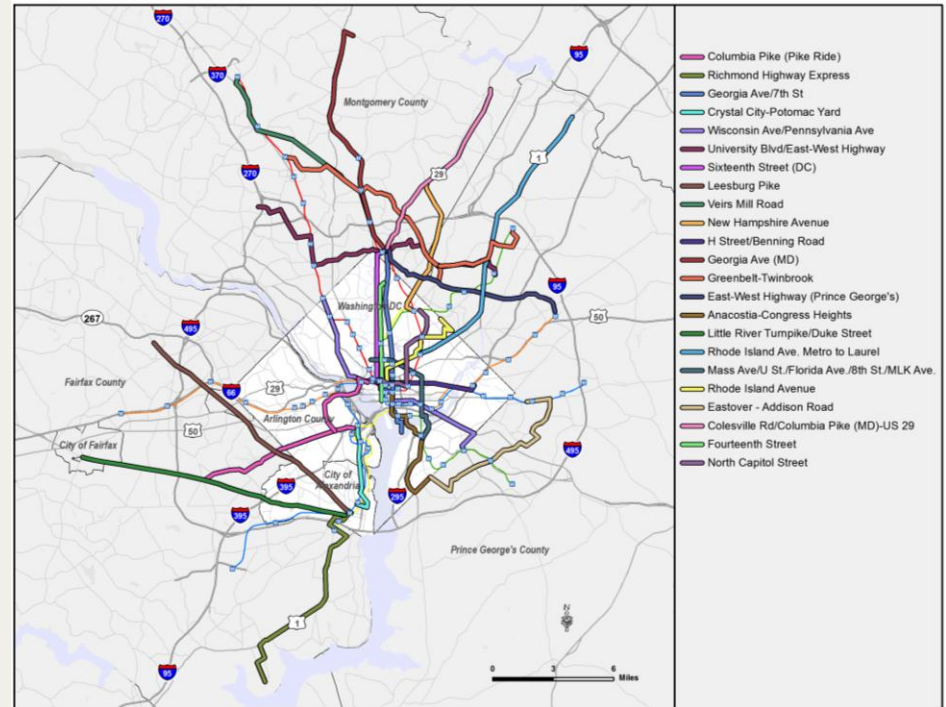 270
95
370
Montgomery County
29
270
1
Washington DC
95
50
267
495
Fairfax County
66
29
Arlington County
50
City of Fairfax
City of
Alexandria
395
495
395
295
Prince George's County
1
95
N
0 3 6
Miles
Columbia Pike (Pike Ride)
Richmond Highway Express
Georgia Ave/7th St
Crystal City-Potomac Yard
Wisconsin Ave/Pennsylvania Ave
University Blvd/East-West Highway
Sixteenth Street (DC)
Leesburg Pike
Veirs Mill Road
New Hampshire Avenue
H Street/Benning Road
Georgia Ave (MD)
Greenbelt-Twinbrook
East-West Highway (Prince George's)
Anacostia-Congress Heights
Little River Turnpike/Duke Street
Rhode Island Ave. Metro to Laurel
Mass Ave/U St./Florida Ave./8th St./MLK Ave.
Rhode Island Avenue
Eastover - Addison Road
Colesville Rd/Columbia Pike (MD)-US 29
Fourteenth Street
North Capitol Street